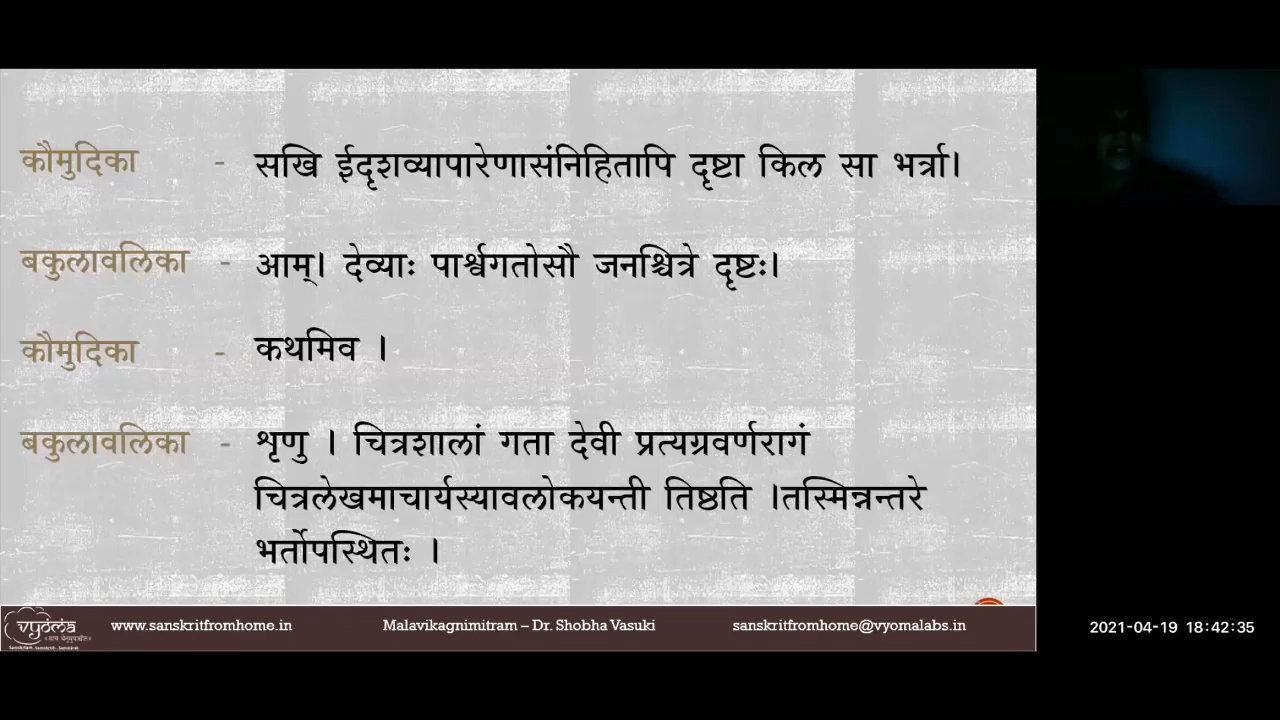 कौमुदिका - सखि ईदृशव्यापारेणासंनिहितापि दृष्टा किल सा भर्त्रा।
बकुलावलिका - आम्। देव्याः पार्श्वगतोसौ जनश्चित्रे दृष्टः।
कौमुदिका - कथमिव ।
बकुलावलिका - शृणु । चित्रशालां गता देवी प्रत्यग्रवर्णरागं
चित्रलेखमाचार्यस्यावलोकयन्ती तिष्ठति ।तस्मिन्नन्तरे
भर्तोपस्थितः ।
vyoma
www.sanskritfromhome.in Malavikagnimitram – Dr. Shobha Vasuki sanskritfromhome@vyomalabs.in
2021-04-19 18:42:35